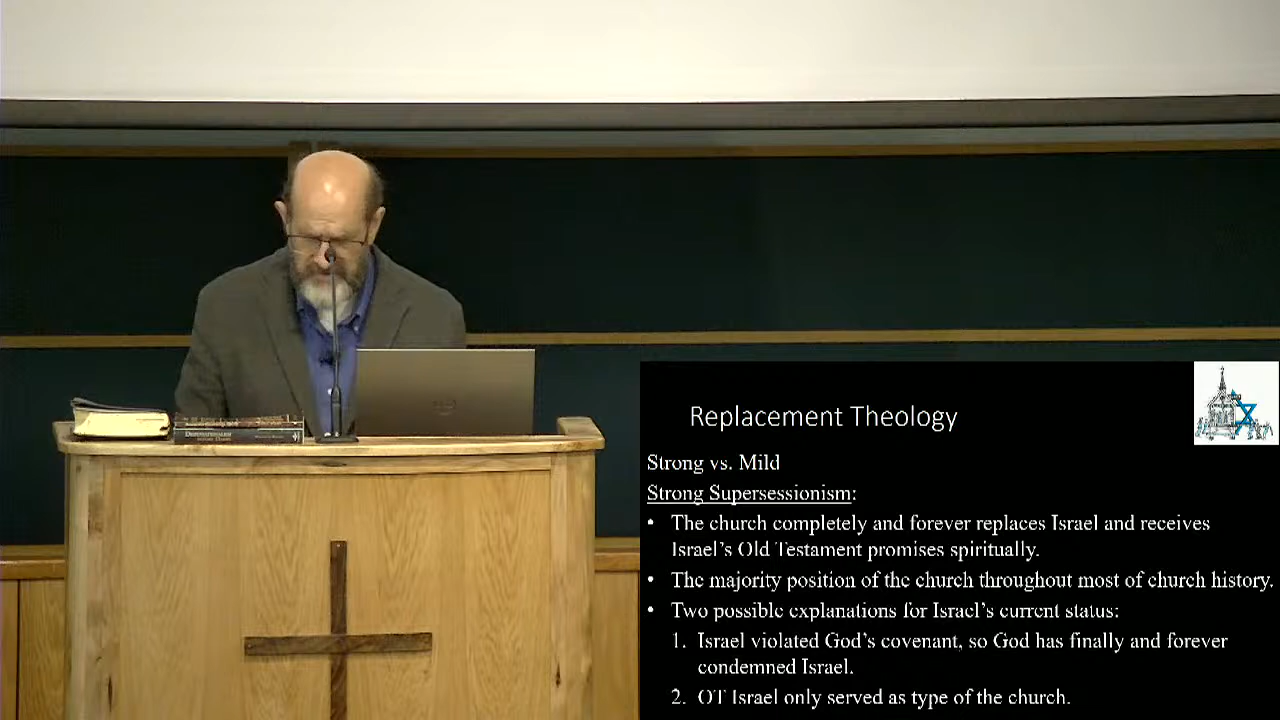 Replacement Theology
Strong vs. Mild
Strong Supersessionism:
• The church completely and forever replaces Israel and receives
Israel's Old Testament promises spiritually.
• The majority position of the church throughout most of church history.
• Two possible explanations for Israel's current status:
1. Israel violated God's covenant, so God has finally and forever
condemned Israel.
2. OT Israel only served as type of the church.